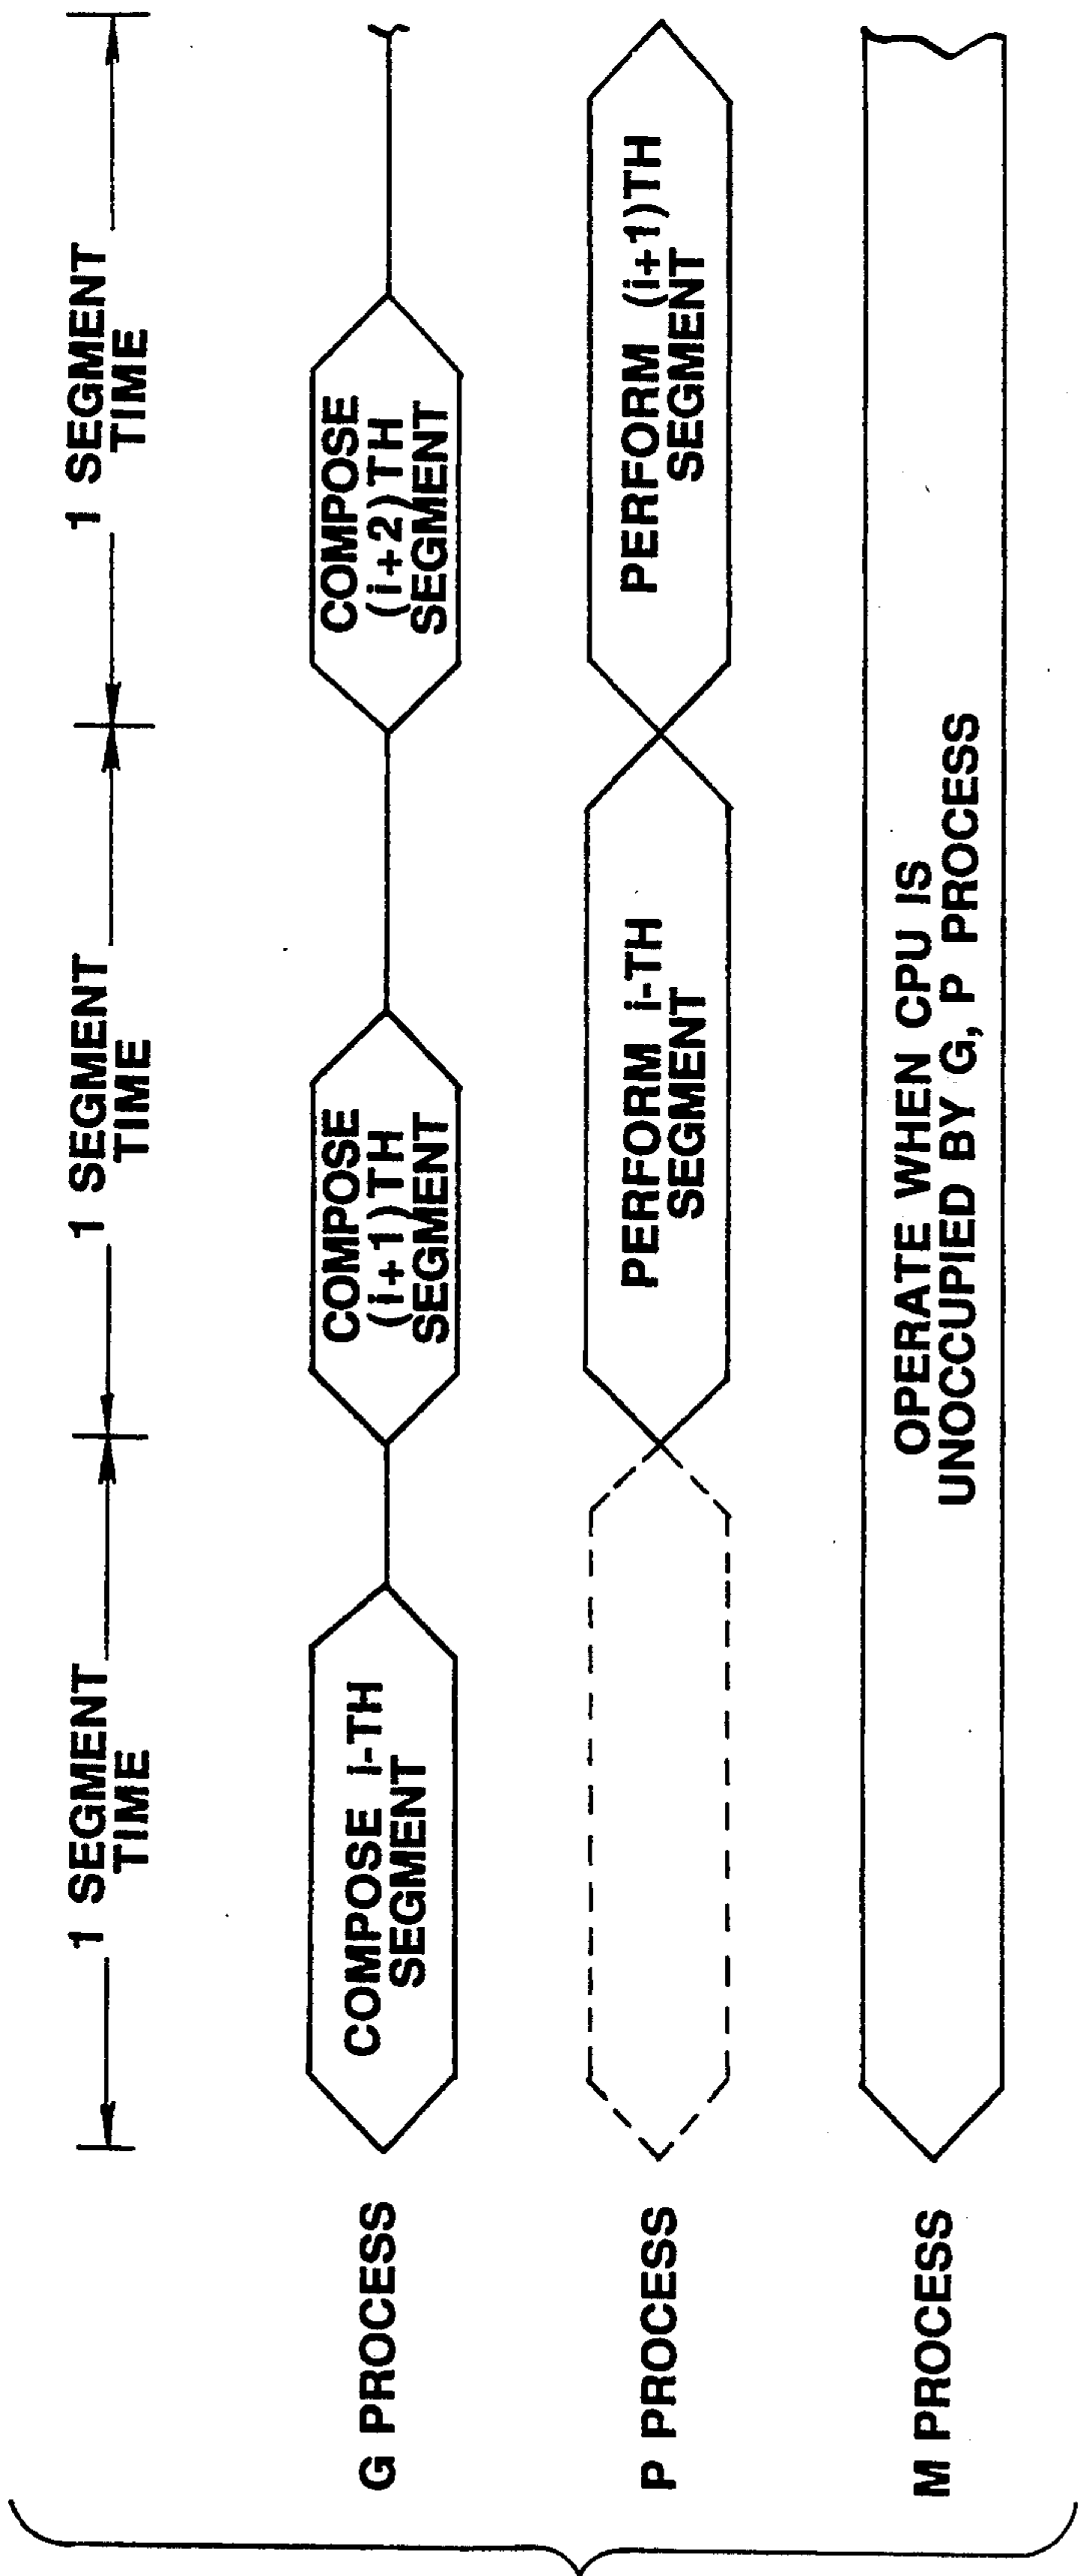 1 SEGMENT
TIME
1 SEGMENT
TIME
1 SEGMENT
TIME
G PROCESS
COMPOSE i-TH
SEGMENT
COMPOSE
(i+1)TH
SEGMENT
COMPOSE
(i+2)TH
SEGMENT
P PROCESS
PERFORM i-TH
SEGMENT
PERFORM (i+1)TH
SEGMENT
M PROCESS
OPERATE WHEN CPU IS
UNOCCUPIED BY G, P PROCESS